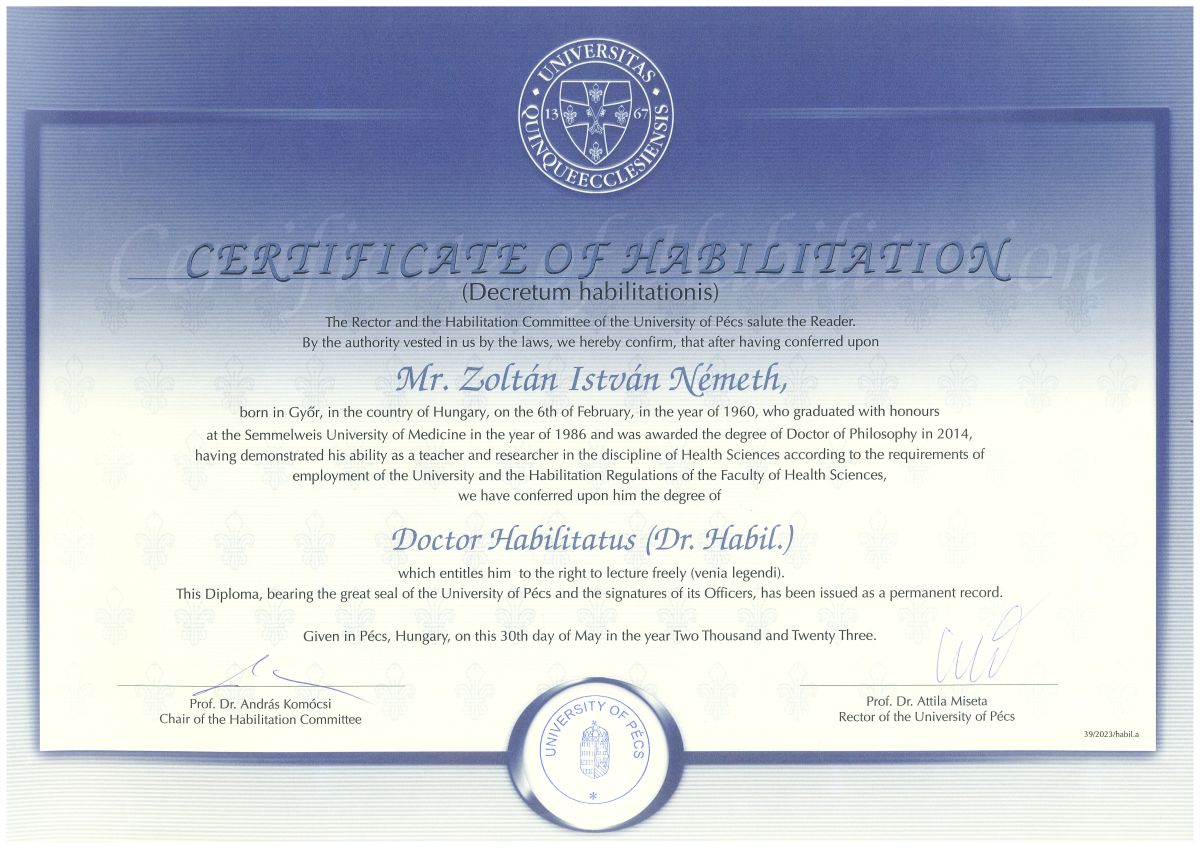 UNIVERSITAS QUINQUEECCLESIENSIS
13 67
Certificate of Habilitation
CERTIFICATE OF HABILITATION
(Decretum habilitationis)
The Rector and the Habilitation Committee of the University of Pécs salute the Reader.
By the authority vested in us by the laws, we hereby confirm, that after having conferred upon
Mr. Zoltán István Németh,
born in Győr, in the country of Hungary, on the 6th of February, in the year of 1960, who graduated with honours
at the Semmelweis University of Medicine in the year of 1986 and was awarded the degree of Doctor of Philosophy in 2014,
having demonstrated his ability as a teacher and researcher in the discipline of Health Sciences according to the requirements of
employment of the University and the Habilitation Regulations of the Faculty of Health Sciences,
we have conferred upon him the degree of
Doctor Habilitatus (Dr. Habil.)
which entitles him to the right to lecture freely (venia legendi).
This Diploma, bearing the great seal of the University of Pécs and the signatures of its Officers, has been issued as a permanent record.
Given in Pécs, Hungary, on this 30th day of May in the year Two Thousand and Twenty Three.
Prof. Dr. András Komócsi
Chair of the Habilitation Committee
Prof. Dr. Attila Miseta
Rector of the University of Pécs
39/2023/habil.a
UNIVERSITY OF PÉCS
*